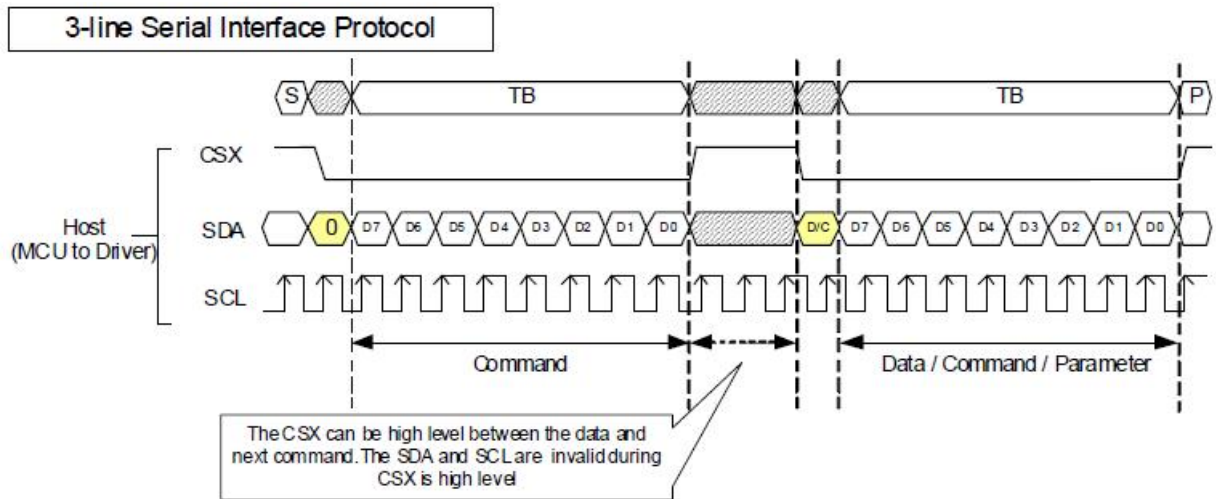 3-line Serial Interface Protocol
S TB TB P
CSX
Host
(MCU to Driver)
SDA 0 D7 D6 D5 D4 D3 D2 D1 D0 D/C D7 D6 D5 D4 D3 D2 D1 D0
SCL
Command Data / Command / Parameter
The CSX can be high level between the data and
next command. The SDA and SCL are invalid during
CSX is high level